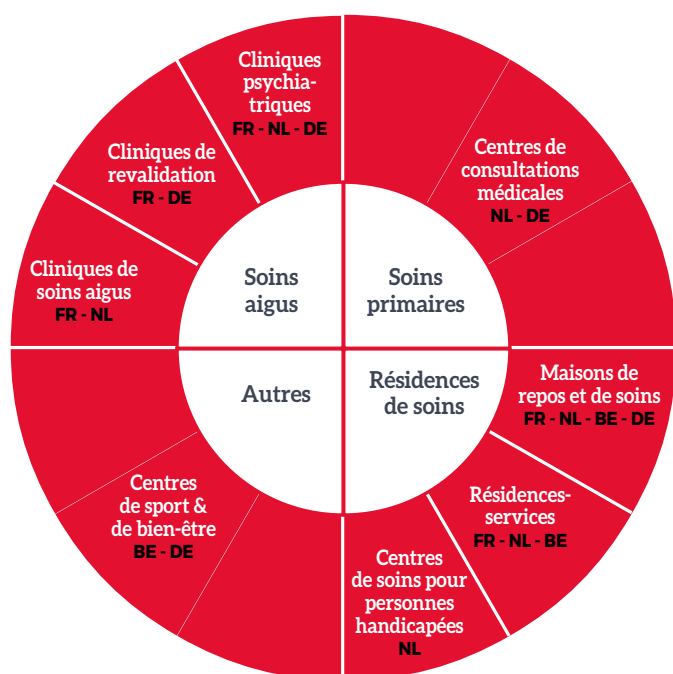 Cliniques
psychia-
triques
FR - NL - DE
Cliniques de
revalidation
FR - DE
Cliniques de
soins aigus
FR - NL
Centres de
consultations
médicales
NL - DE
Soins
aigus
Soins
primaires
Autres
Résidences
de soins
Maisons de
repos et de soins
FR - NL - BE - DE
Résidences-
services
FR - NL - BE
Centres
de soins pour
personnes
handicapées
NL
Centres
de sport &
de bien-être
BE - DE